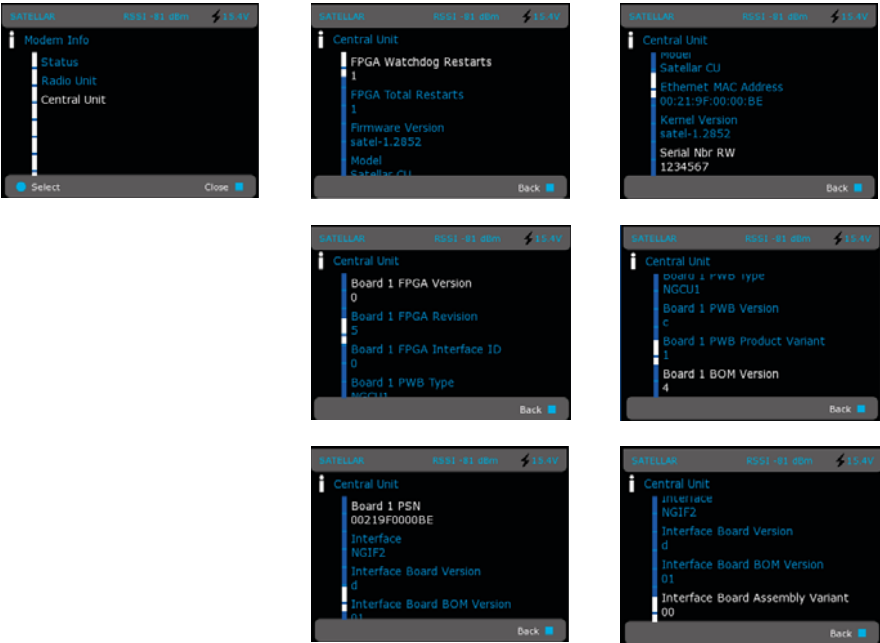 SATELLAR RSSI -81 dBm 15.4V
Modem Info
Status
Radio Unit
Central Unit
Select Close
SATELLAR RSSI -81 dBm 15.4V
Central Unit
FPGA Watchdog Restarts
1
FPGA Total Restarts
1
Firmware Version
satel-1.2852
Model
Satellar CU
Back
SATELLAR RSSI -81 dBm 15.4V
Central Unit
Model
Satellar CU
Ethernet MAC Address
00:21:9F:00:00:BE
Kernel Version
satel-1.2852
Serial Nbr RW
1234567
Back
SATELLAR RSSI -81 dBm 15.4V
Central Unit
Board 1 FPGA Version
0
Board 1 FPGA Revision
5
Board 1 FPGA Interface ID
0
Board 1 PWB Type
NGCU1
Back
SATELLAR RSSI -81 dBm 15.4V
Central Unit
Board 1 PWB Type
NGCU1
Board 1 PWB Version
c
Board 1 PWB Product Variant
1
Board 1 BOM Version
4
Back
SATELLAR RSSI -81 dBm 15.4V
Central Unit
Board 1 PSN
00219F0000BE
Interface
NGIF2
Interface Board Version
d
Interface Board BOM Version
01
Back
SATELLAR RSSI -81 dBm 15.4V
Central Unit
Interface
NGIF2
Interface Board Version
d
Interface Board BOM Version
01
Interface Board Assembly Variant
00
Back